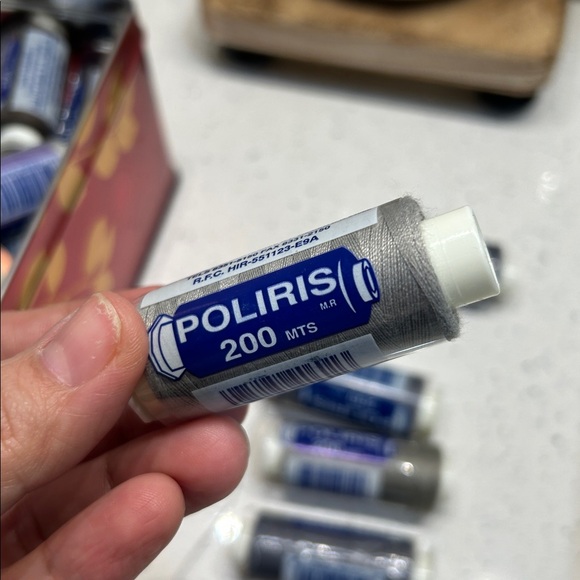 R.F.C. HIR-551123-E9A
POLIRIS
M.R
200 MTS